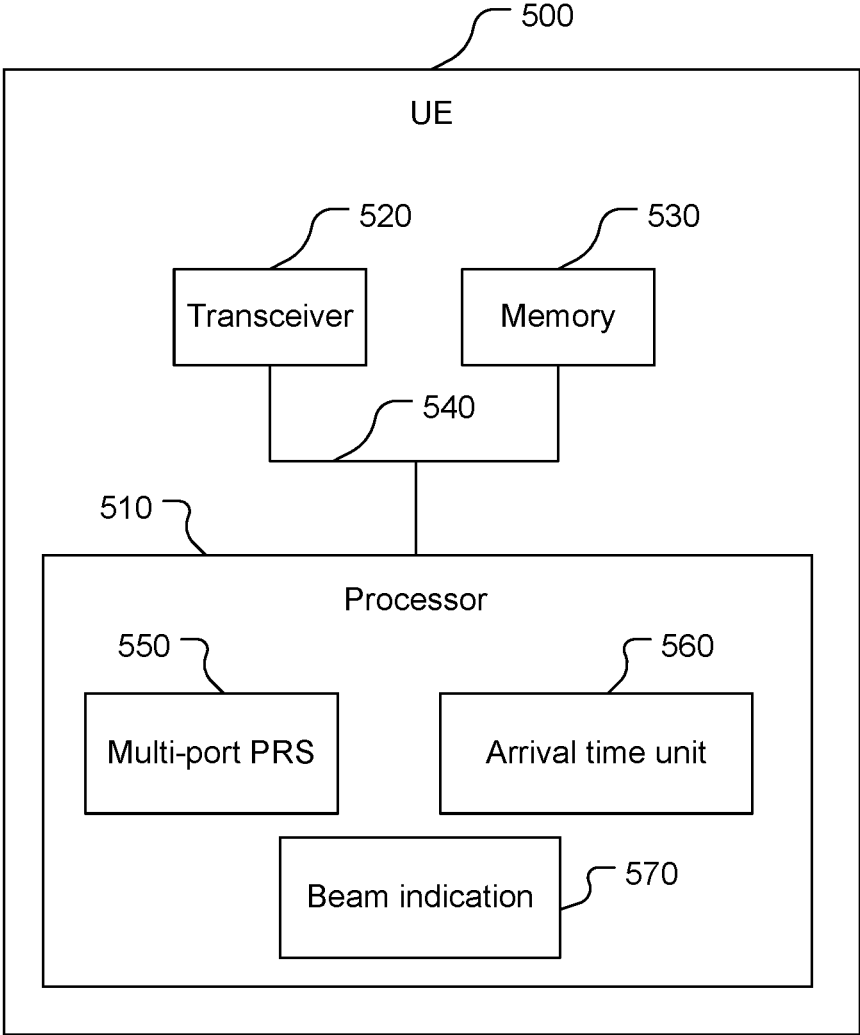 500
UE
520
530
Transceiver
Memory
540
510
Processor
550
560
Multi-port PRS
Arrival time unit
Beam indication
570